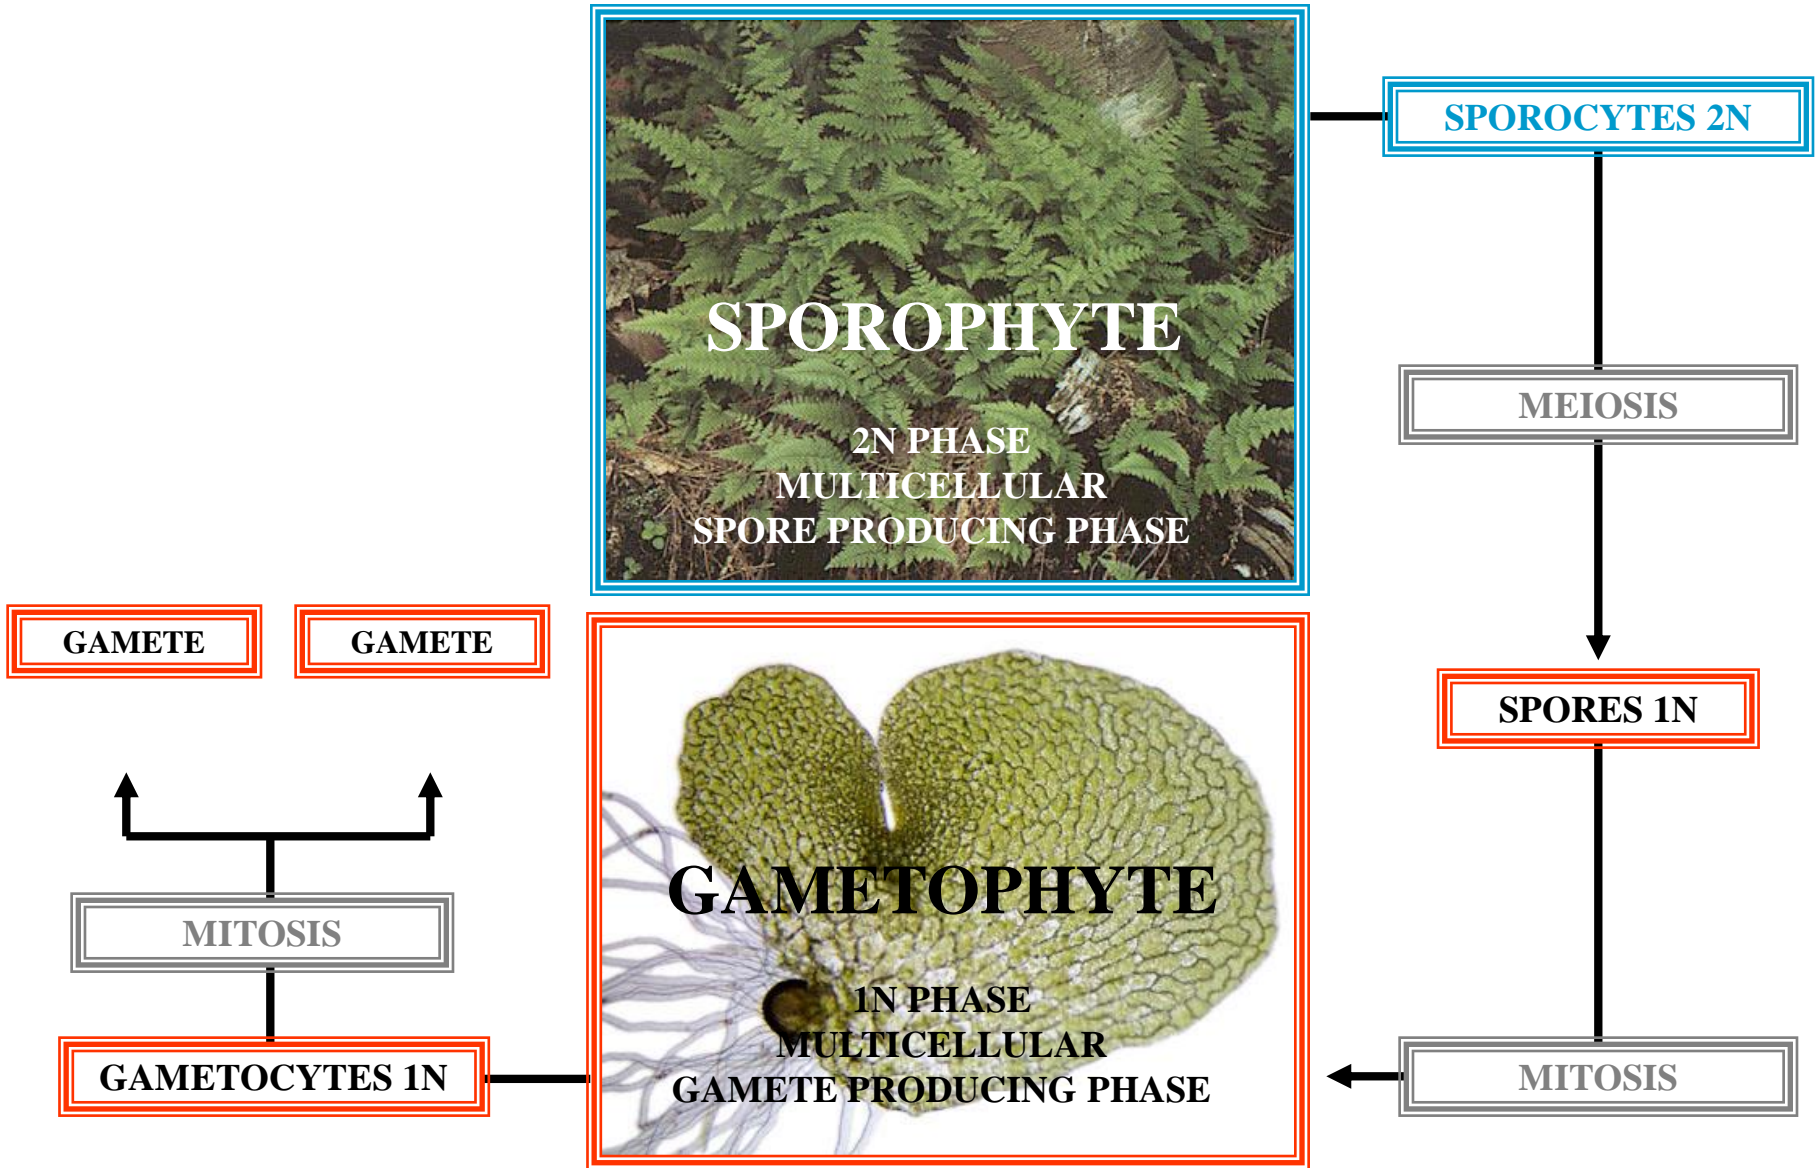 SPOROCYTES 2N
SPOROPHYTE
2N PHASE
MULTICELLULAR
SPORE PRODUCING PHASE
MEIOSIS
GAMETE
GAMETE
SPORES 1N
GAMETOPHYTE
1N PHASE
MULTICELLULAR
GAMETE PRODUCING PHASE
MITOSIS
GAMETOCYTES 1N
MITOSIS